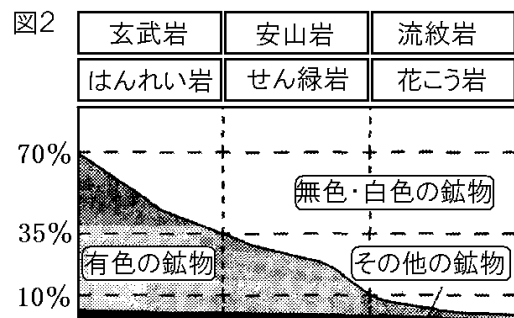 図2
玄武岩 安山岩 流紋岩
はんれい岩 せん緑岩 花こう岩
70%
無色・白色の鉱物
35%
有色の鉱物 その他の鉱物
10%